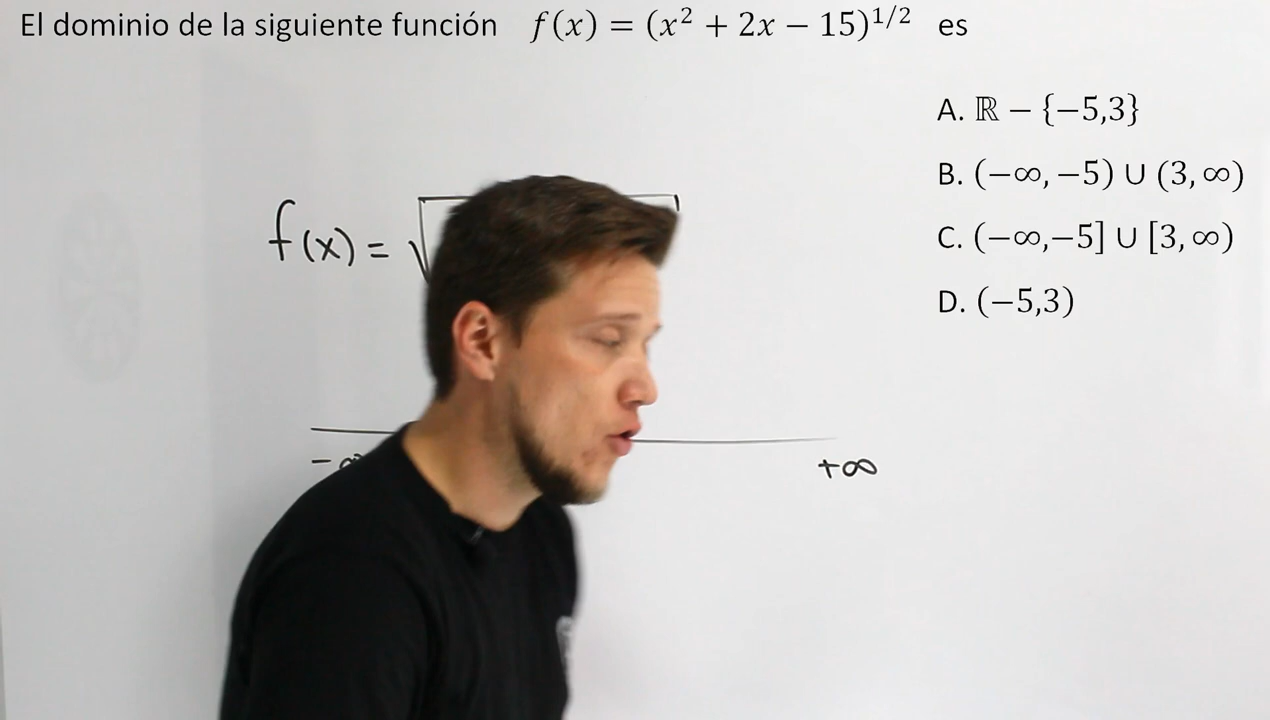 El dominio de la siguiente función f(x) = (x² + 2x − 15)^{1/2} es
A. ℝ − {−5,3}
B. (−∞, −5) ∪ (3, ∞)
C. (−∞,−5] ∪ [3, ∞)
D. (−5,3)
f(x) = √
+∞